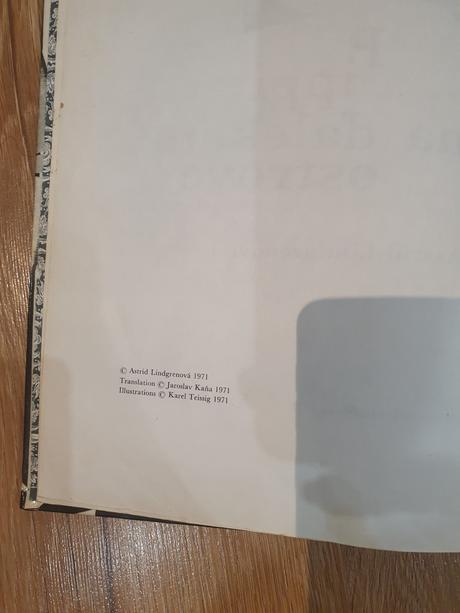 © Astrid Lindgrenová 1971
Translation © Jaroslav Kaňa 1971
Illustrations © Karel Teissig 1971